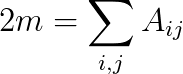 2m = \sum_{i,j} A_{ij}